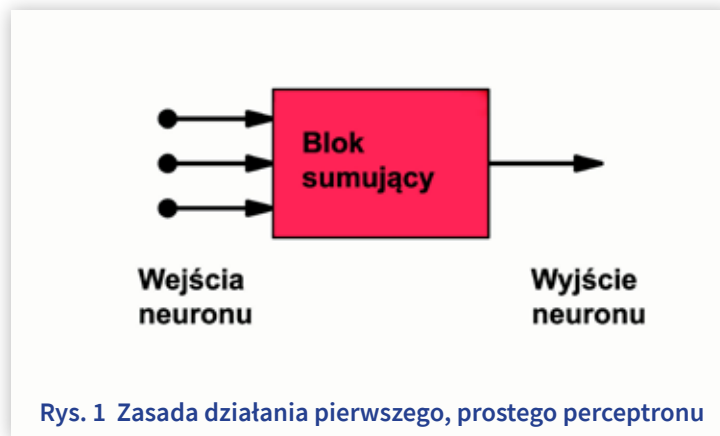 Blok
sumujący
Wejścia
neuronu
Wyjście
neuronu
Rys. 1 Zasada działania pierwszego, prostego perceptronu